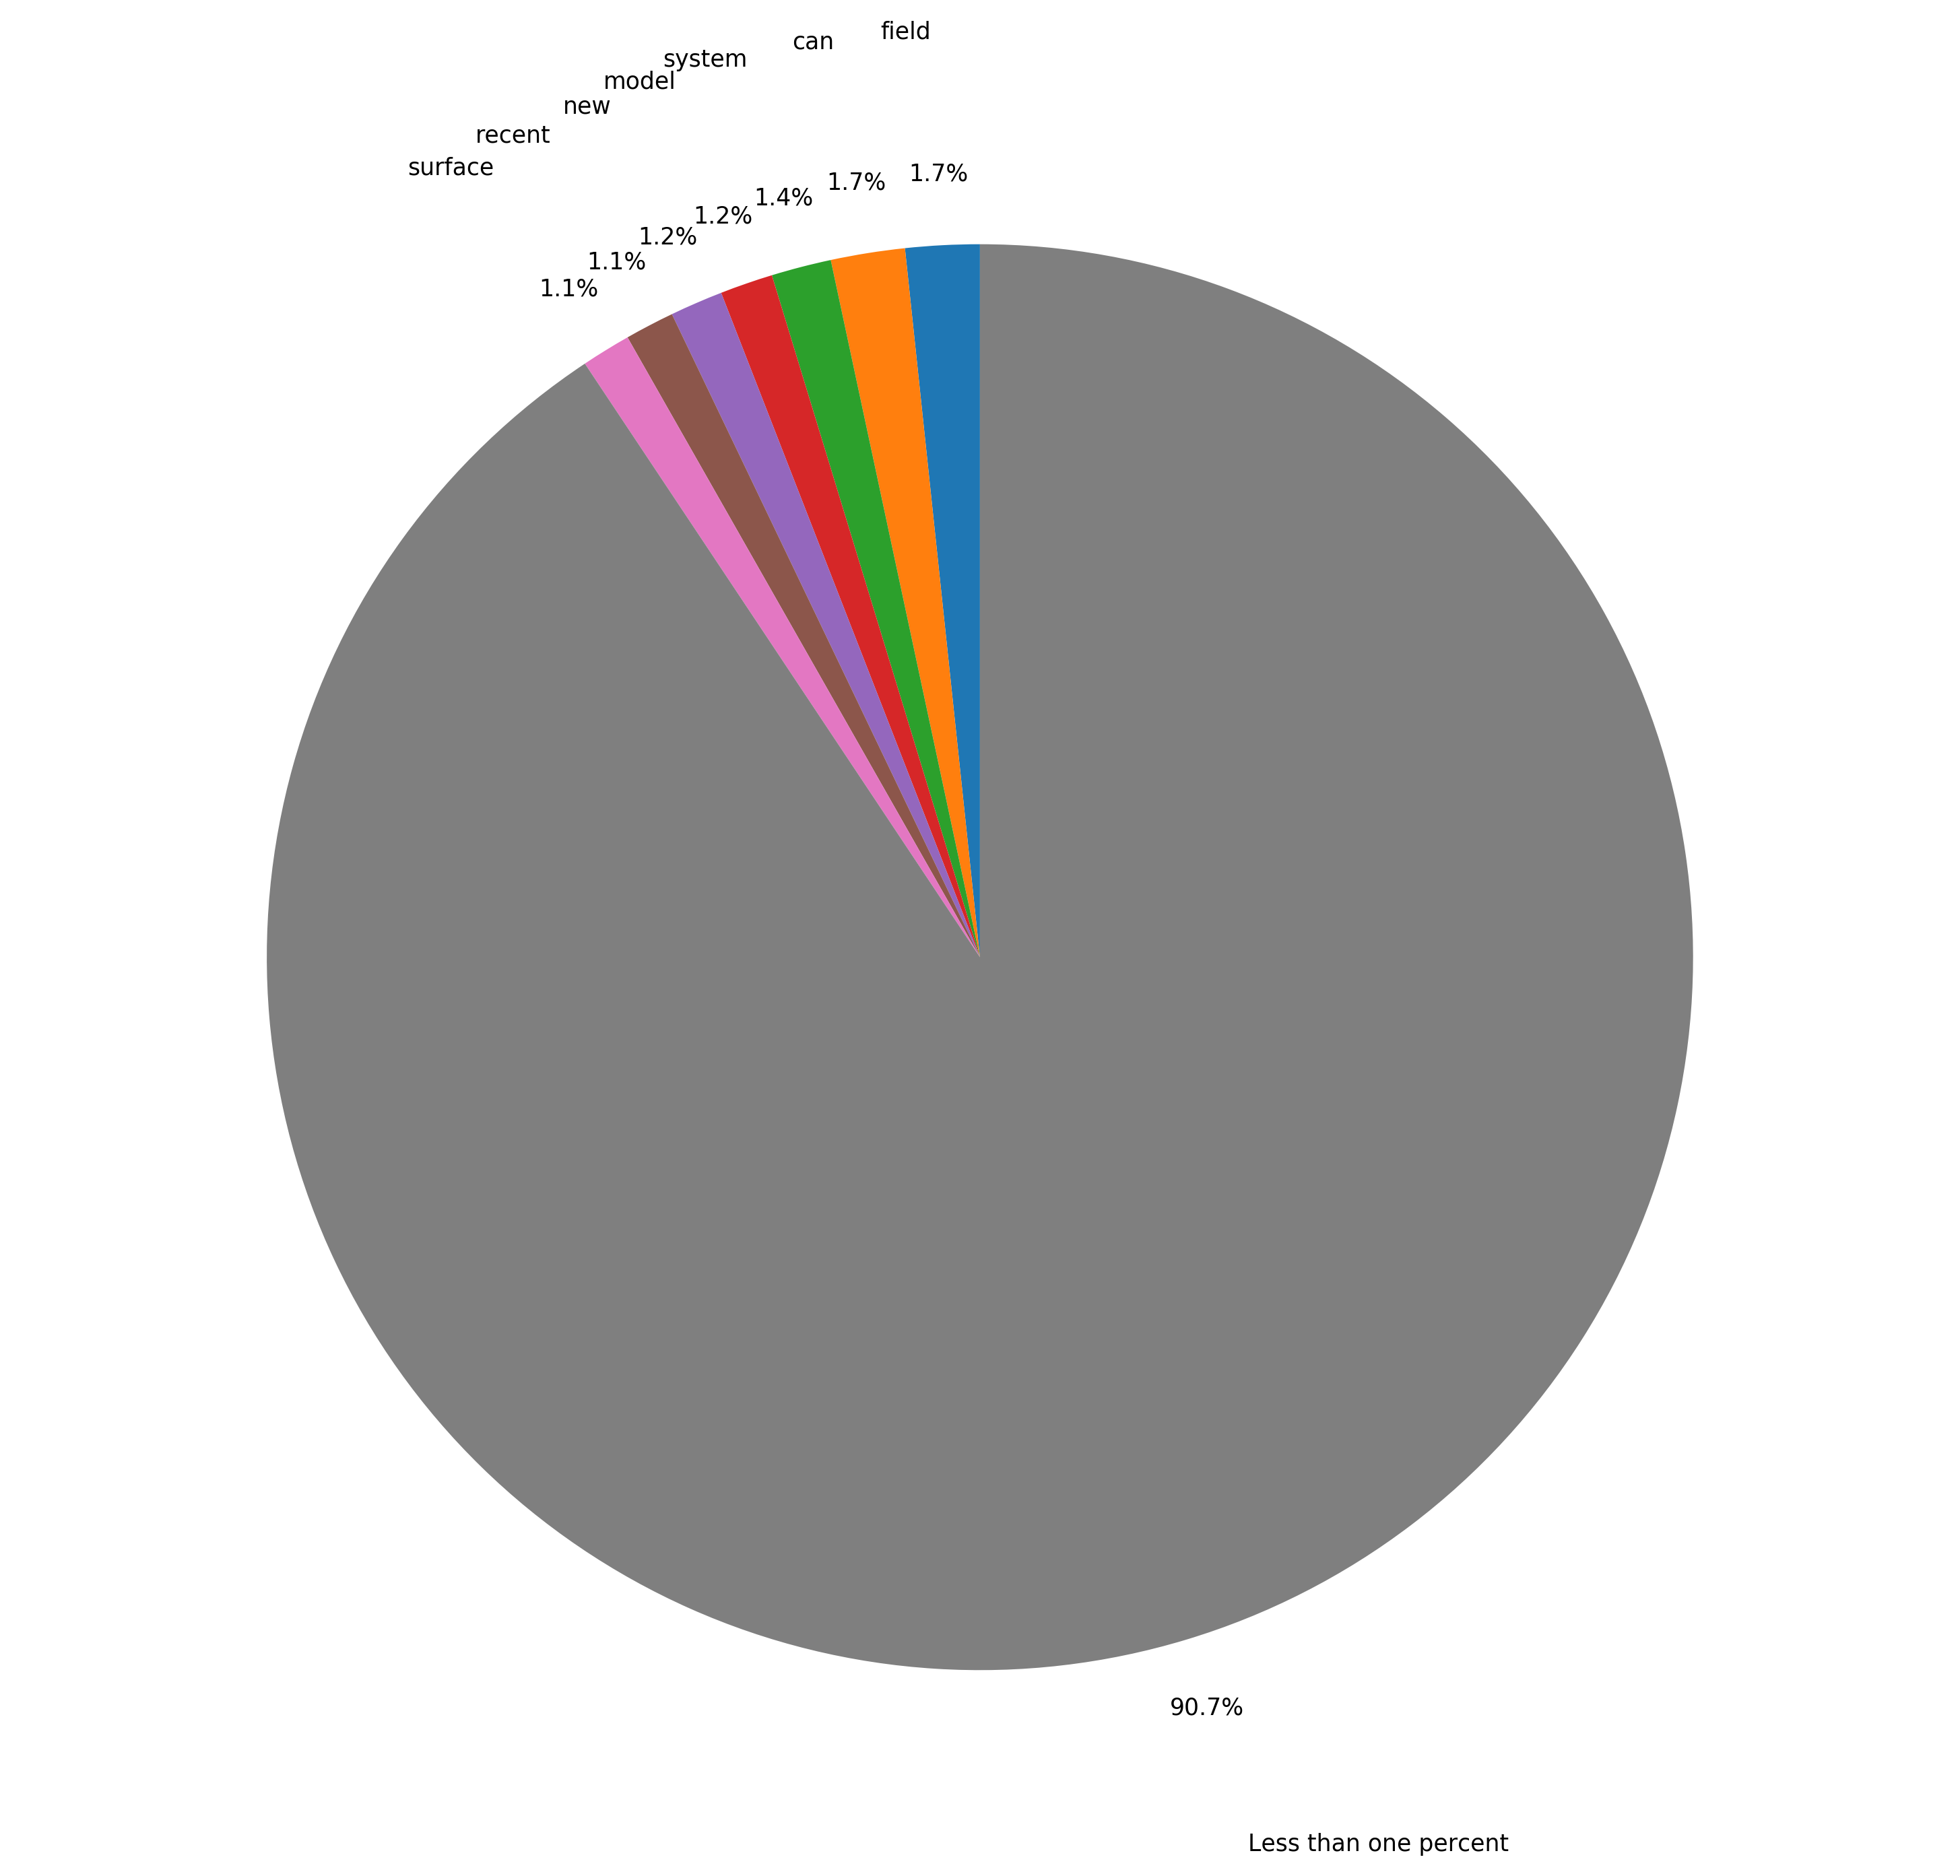 field
can
system
model
new
recent
surface
1.7%
1.7%
1.4%
1.2%
1.2%
1.1%
1.1%
90.7%
Less than one percent